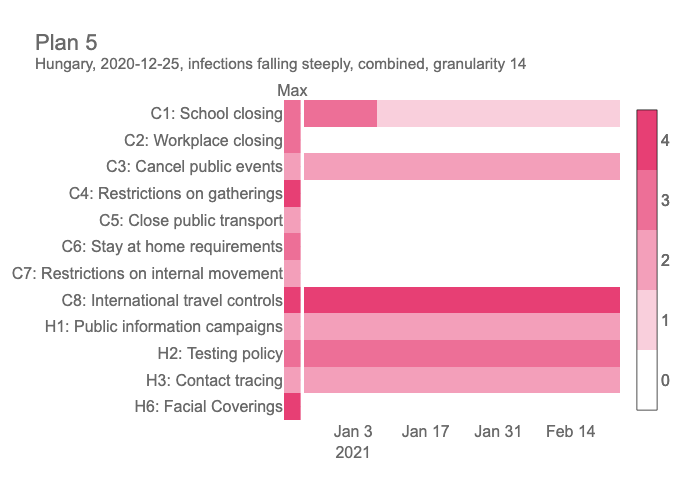 Plan 5
Hungary, 2020-12-25, infections falling steeply, combined, granularity 14
Max
C1: School closing
C2: Workplace closing
C3: Cancel public events
C4: Restrictions on gatherings
C5: Close public transport
C6: Stay at home requirements
C7: Restrictions on internal movement
C8: International travel controls
H1: Public information campaigns
H2: Testing policy
H3: Contact tracing
H6: Facial Coverings
4
3
2
1
0
Jan 3 Jan 17 Jan 31 Feb 14
2021